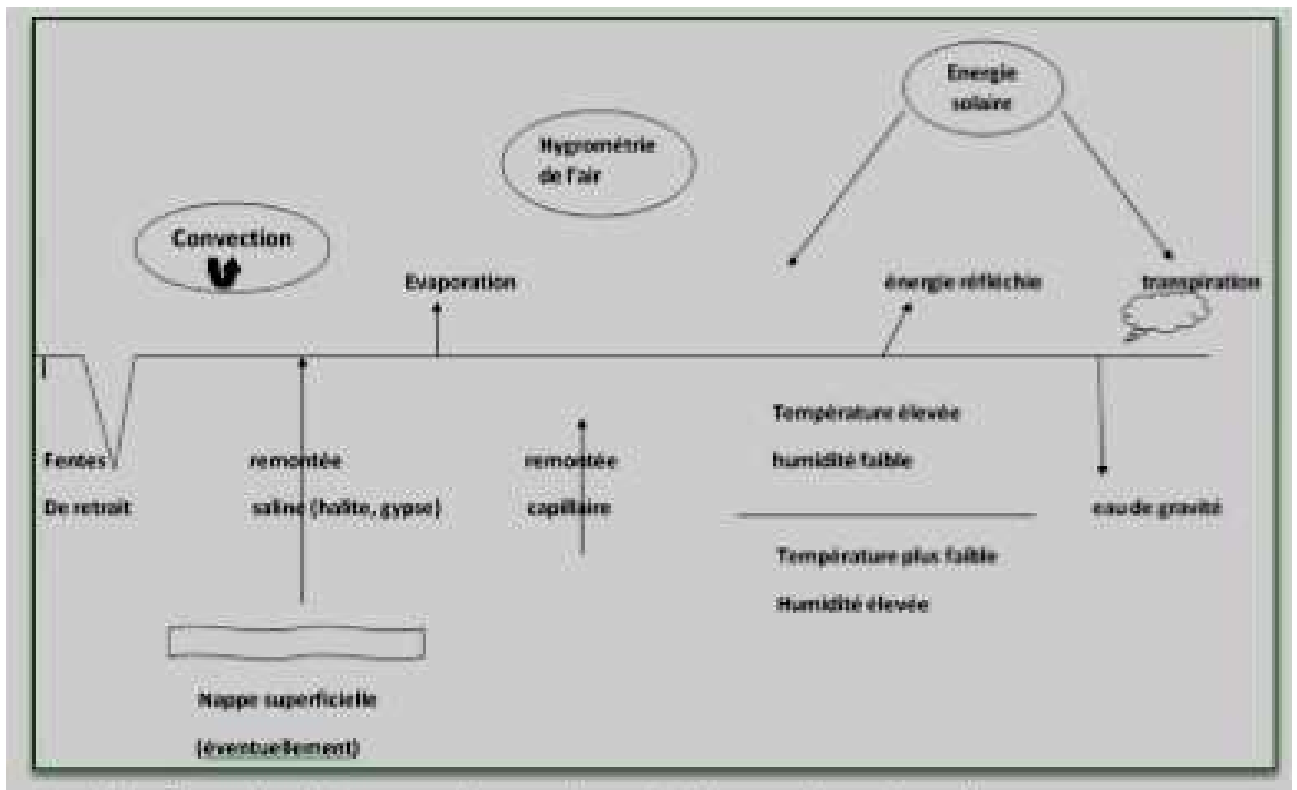 Energie
solaire
Hygrométrie
de l'air
Convection
Evaporation
énergie réfléchie
transpiration
Température élevée
humidité faible
Fentes
De retrait
remontée
saline (halite, gypse)
remontée
capillaire
eau de gravité
Température plus faible
Humidité élevée
Nappe superficielle
(éventuellement)